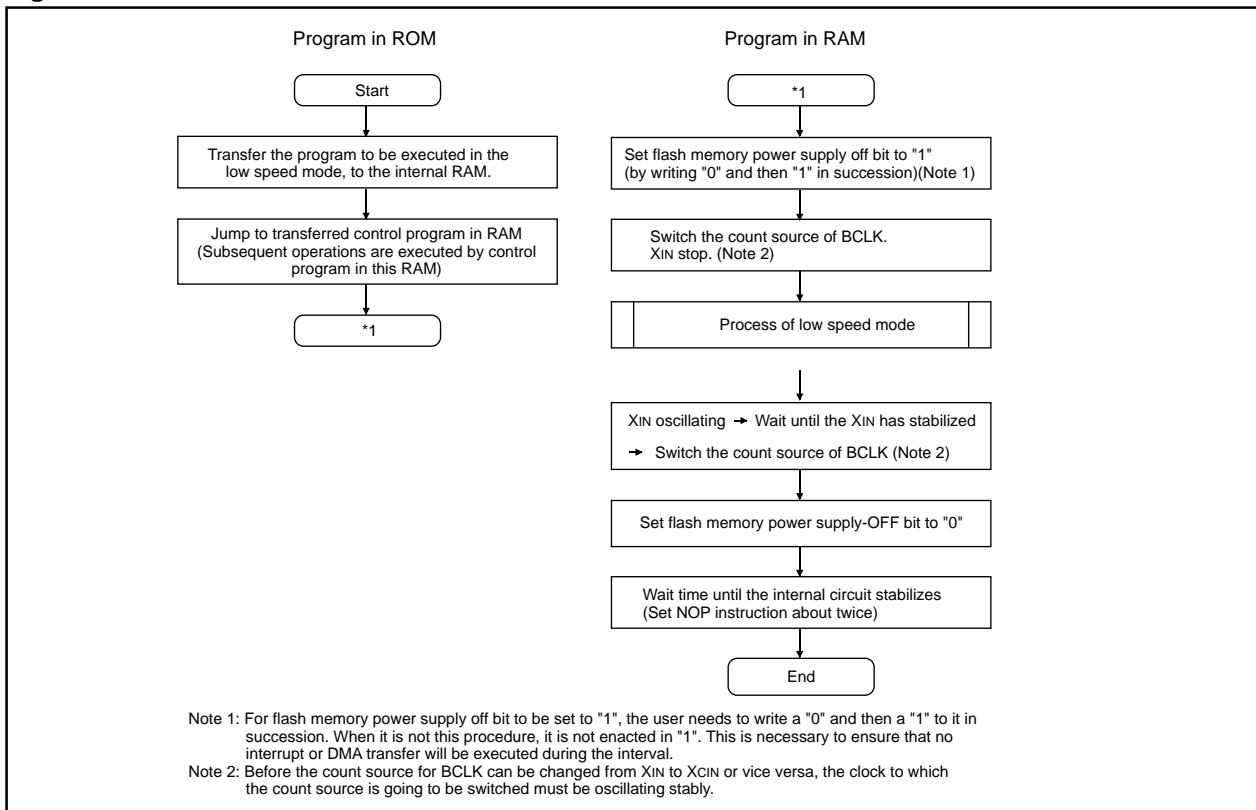 Program in ROM
Start
Transfer the program to be executed in the
low speed mode, to the internal RAM.
Jump to transferred control program in RAM
(Subsequent operations are executed by control
program in this RAM)
*1
Program in RAM
*1
Set flash memory power supply off bit to "1"
(by writing "0" and then "1" in succession)(Note 1)
Switch the count source of BCLK.
XIN stop. (Note 2)
Process of low speed mode
XIN oscillating → Wait until the XIN has stabilized
→ Switch the count source of BCLK (Note 2)
Set flash memory power supply-OFF bit to "0"
Wait time until the internal circuit stabilizes
(Set NOP instruction about twice)
End
Note 1: For flash memory power supply off bit to be set to "1", the user needs to write a "0" and then a "1" to it in
succession. When it is not this procedure, it is not enacted in "1". This is necessary to ensure that no
interrupt or DMA transfer will be executed during the interval.
Note 2: Before the count source for BCLK can be changed from XIN to XCIN or vice versa, the clock to which
the count source is going to be switched must be oscillating stably.